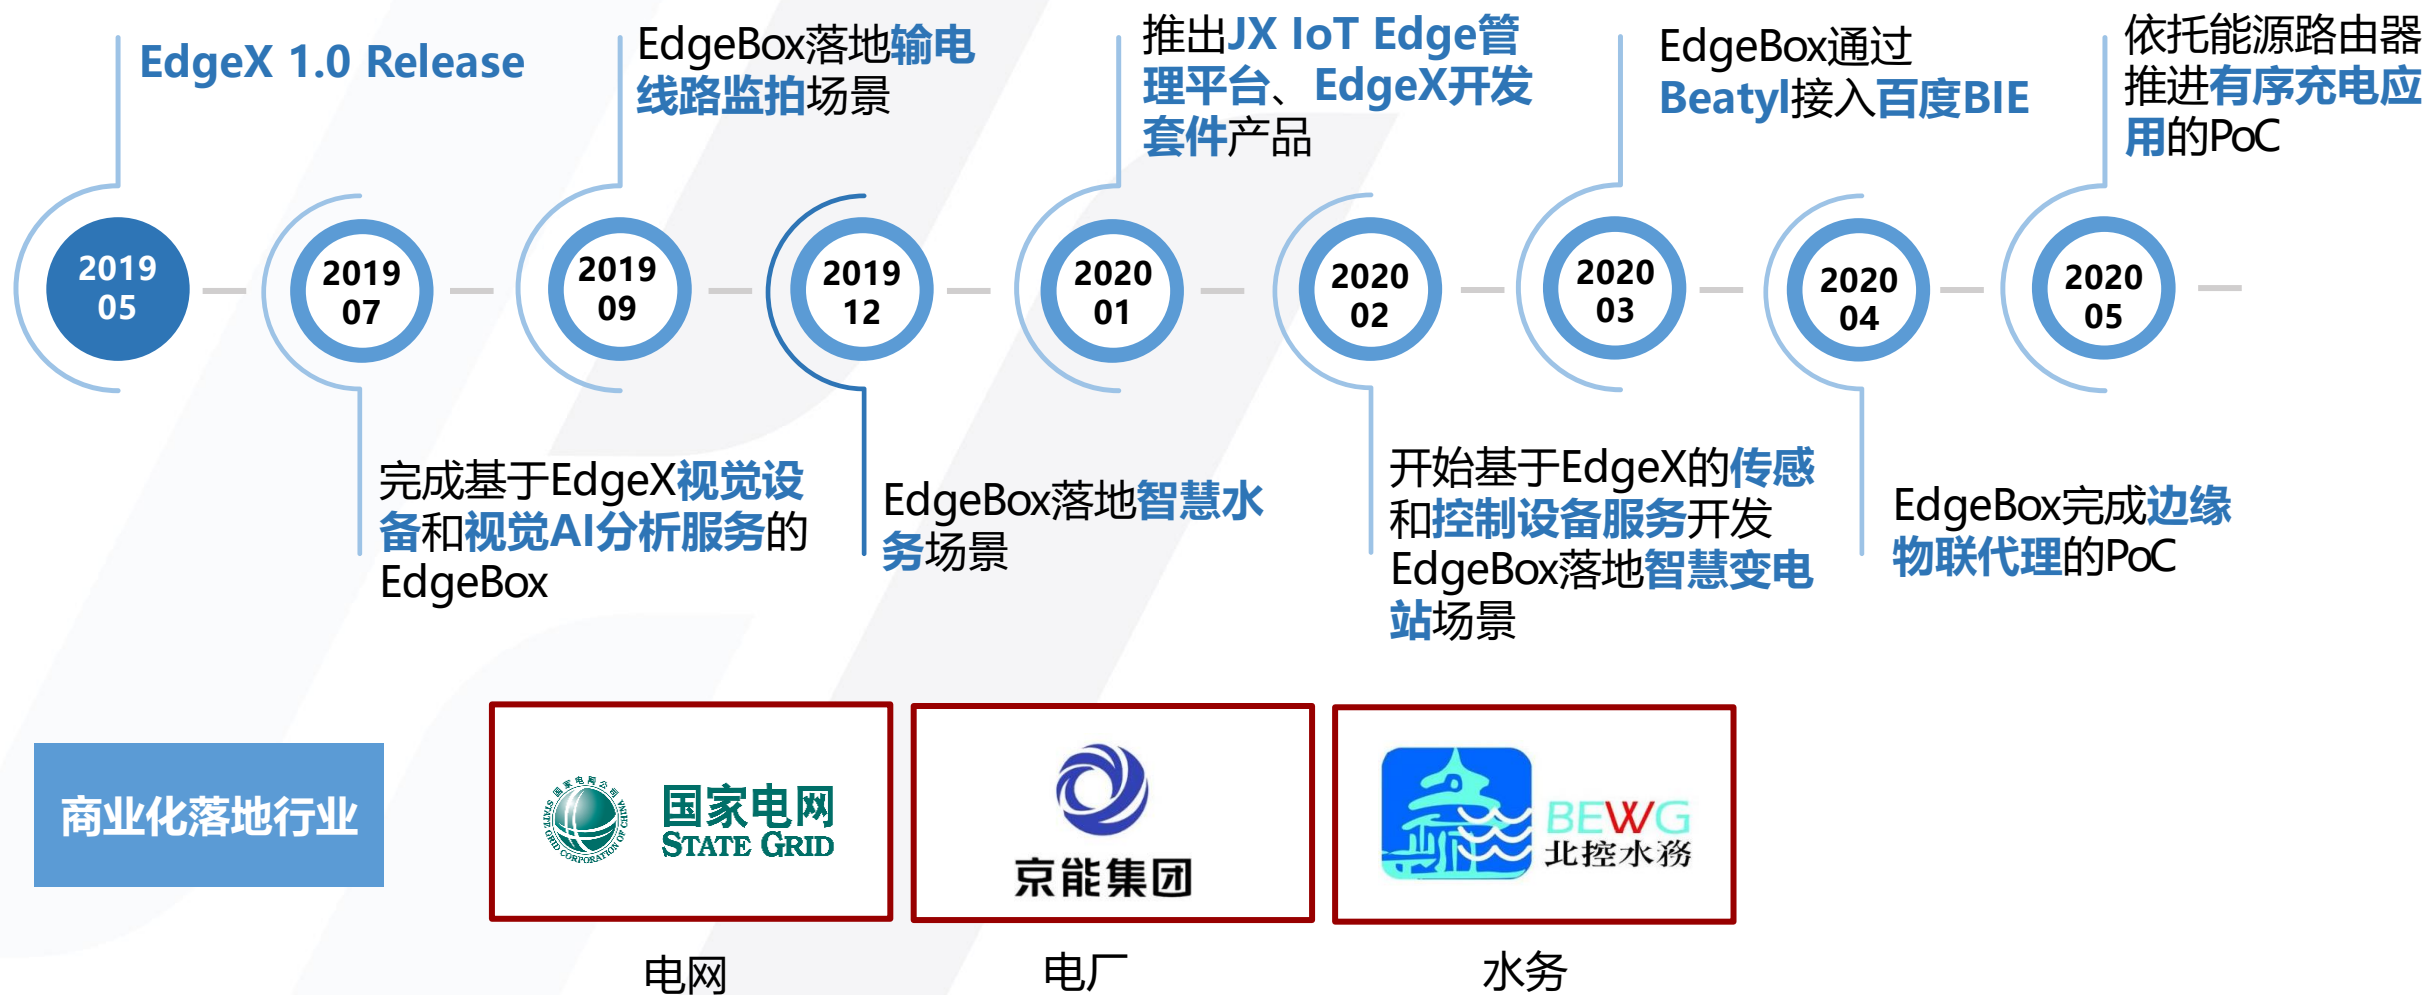 EdgeX 1.0 Release
EdgeBox落地输电
线路监拍场景
推出JX IoT Edge管
理平台、EdgeX开发
套件产品
EdgeBox通过
Beatyl接入百度BIE
依托能源路由器
推进有序充电应
用的PoC
2019
05
2019
07
2019
09
2019
12
2020
01
2020
02
2020
03
2020
04
2020
05
完成基于EdgeX视觉设
备和视觉AI分析服务的
EdgeBox
EdgeBox落地智慧水
务场景
开始基于EdgeX的传感
和控制设备服务开发
EdgeBox落地智慧变电
站场景
EdgeBox完成边缘
物联代理的PoC
商业化落地行业
国家电网公司
STATE GRID CORPORATION OF CHINA
国家电网
STATE GRID
京能集团
BEWG
北控水務
电网
电厂
水务